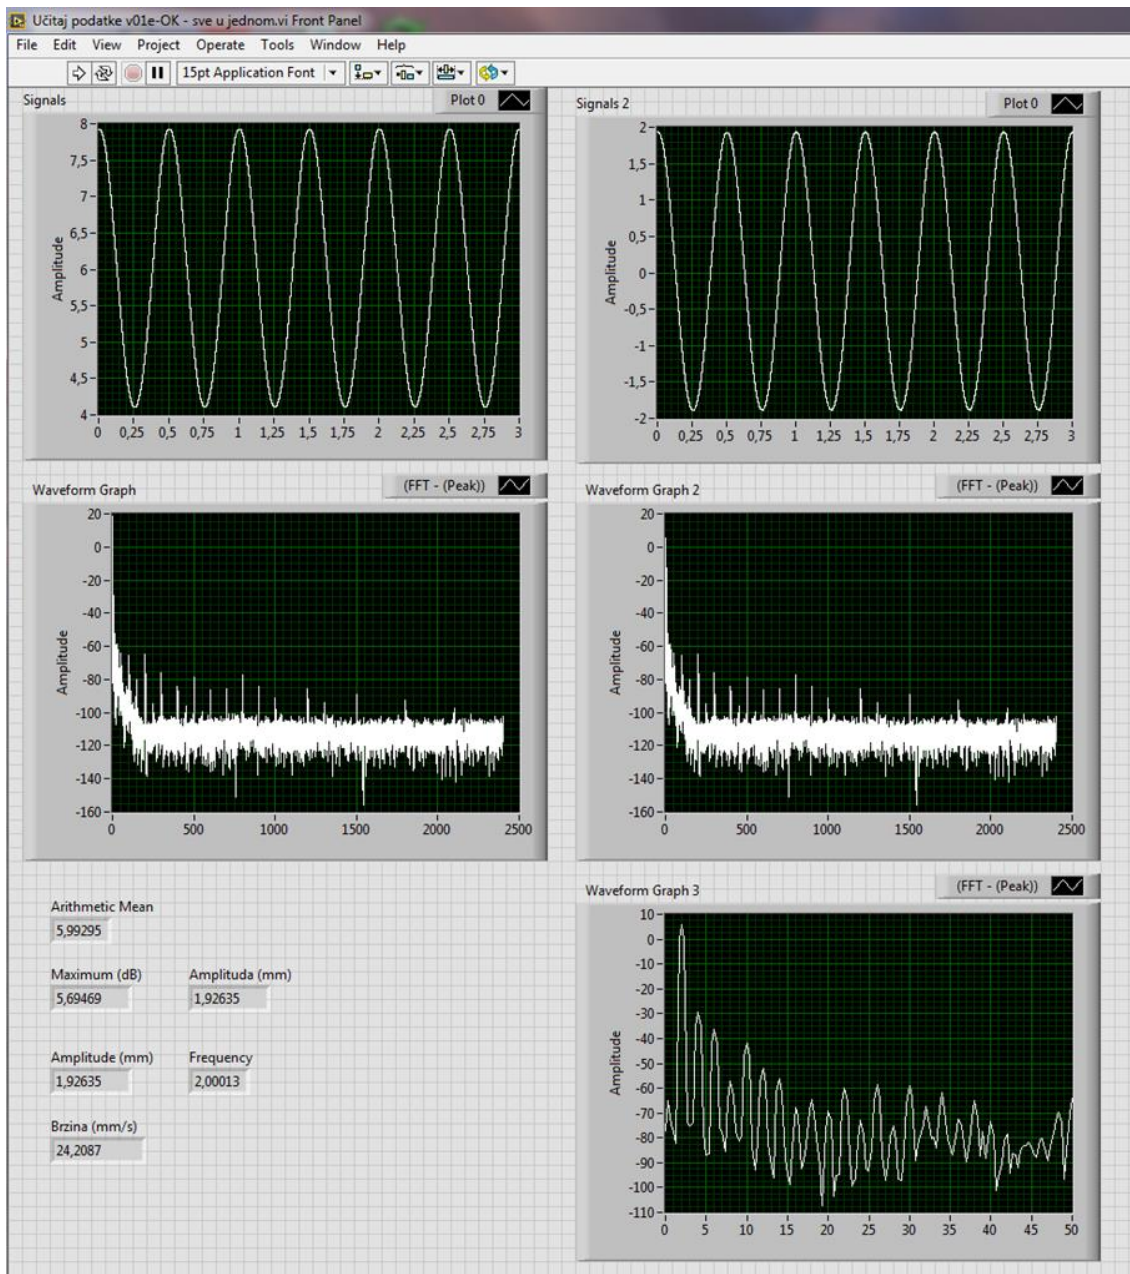 Učitaj podatke v01e-OK - sve u jednom.vi Front Panel
File Edit View Project Operate Tools Window Help
15pt Application Font
Signals
Plot 0
Amplitude
8
7,5
7
6,5
6
5,5
5
4,5
4
0 0,25 0,5 0,75 1 1,25 1,5 1,75 2 2,25 2,5 2,75 3
Signals 2
Plot 0
Amplitude
2
1,5
1
0,5
0
-0,5
-1
-1,5
-2
0 0,25 0,5 0,75 1 1,25 1,5 1,75 2 2,25 2,5 2,75 3
Waveform Graph
(FFT - (Peak))
Amplitude
20
0
-20
-40
-60
-80
-100
-120
-140
-160
0 500 1000 1500 2000 2500
Waveform Graph 2
(FFT - (Peak))
Amplitude
20
0
-20
-40
-60
-80
-100
-120
-140
-160
0 500 1000 1500 2000 2500
Arithmetic Mean
5,99295
Maximum (dB) Amplituda (mm)
5,69469 1,92635
Amplitude (mm) Frequency
1,92635 2,00013
Brzina (mm/s)
24,2087
Waveform Graph 3
(FFT - (Peak))
Amplitude
10
0
-10
-20
-30
-40
-50
-60
-70
-80
-90
-100
-110
0 5 10 15 20 25 30 35 40 45 50